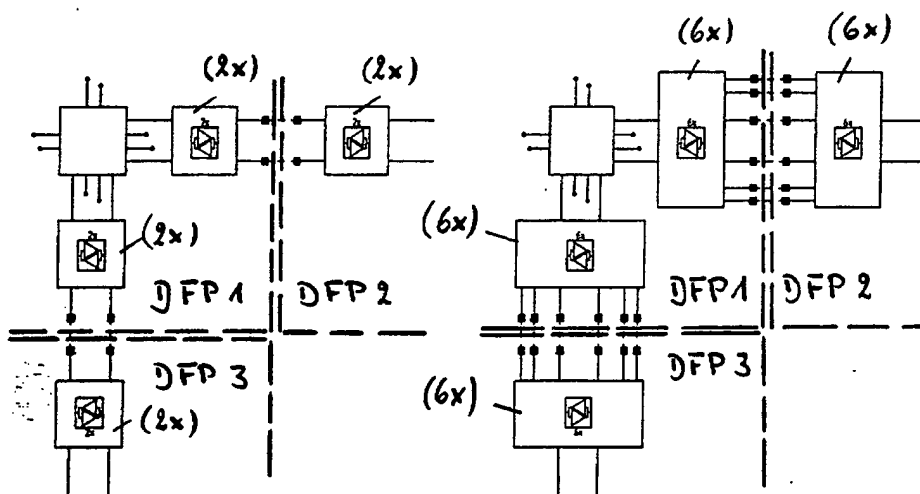 (6x) (6x)
(2x) (2x)
(6x)
(2x)
DFP 1 DFP 2 DFP1 DFP 2
DFP 3 DFP 3
(6x)
(2x)